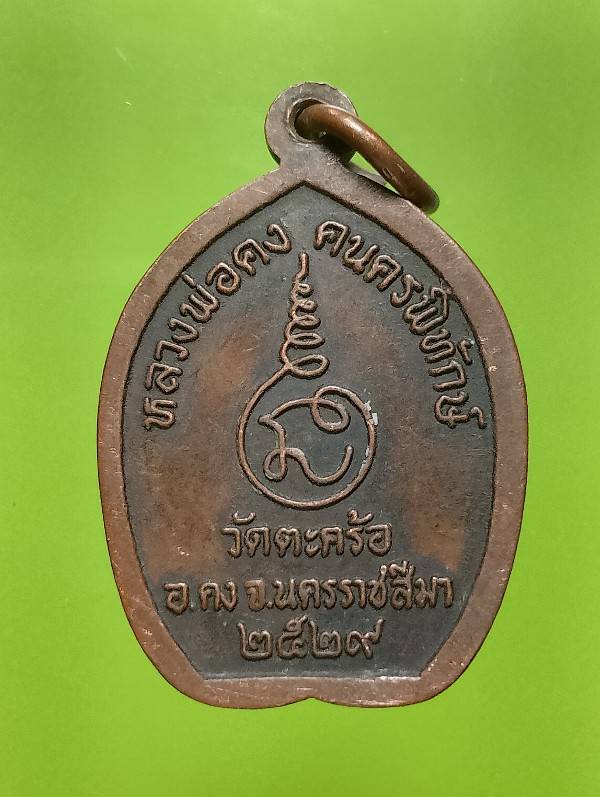 หลวงพ่อคง คนครพิทักษ์
วัดตะคร้อ
อ.คง จ.นครราชสีมา
๒๕๒๙